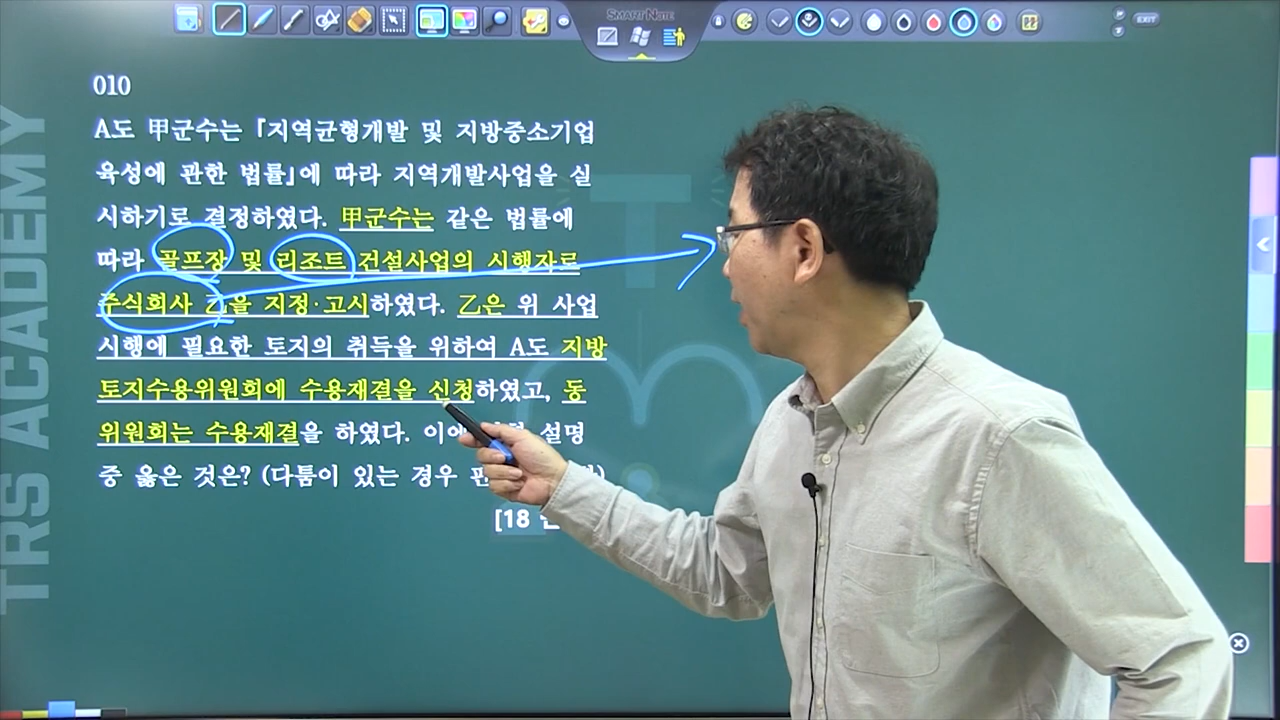 SMART NOTE
EXIT
TRS ACADEMY
010
A도 甲군수는 「지역균형개발 및 지방중소기업
육성에 관한 법률」에 따라 지역개발사업을 실
시하기로 결정하였다. 甲군수는 같은 법률에
따라 골프장 및 리조트 건설사업의 시행자로
주식회사 乙을 지정·고시하였다. 乙은 위 사업
시행에 필요한 토지의 취득을 위하여 A도 지방
토지수용위원회에 수용재결을 신청하였고, 동
위원회는 수용재결을 하였다. 설명
중 옳은 것은? (다툼이 있는 경우
[18